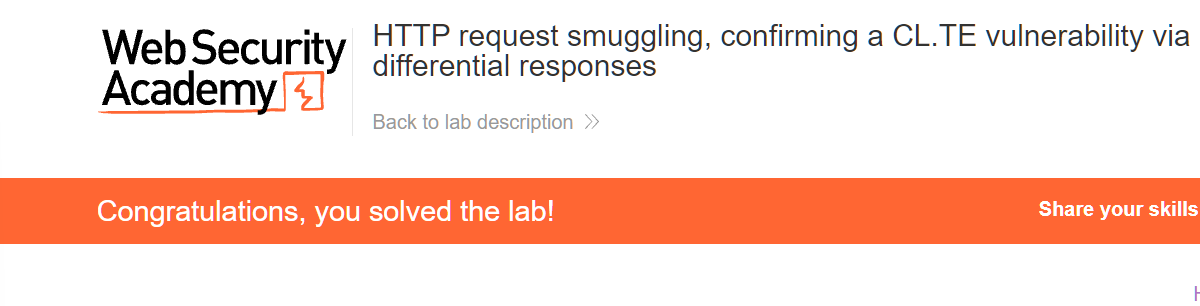 Web Security
Academy
HTTP request smuggling, confirming a CL.TE vulnerability via
differential responses
Back to lab description
Congratulations, you solved the lab!
Share your skills